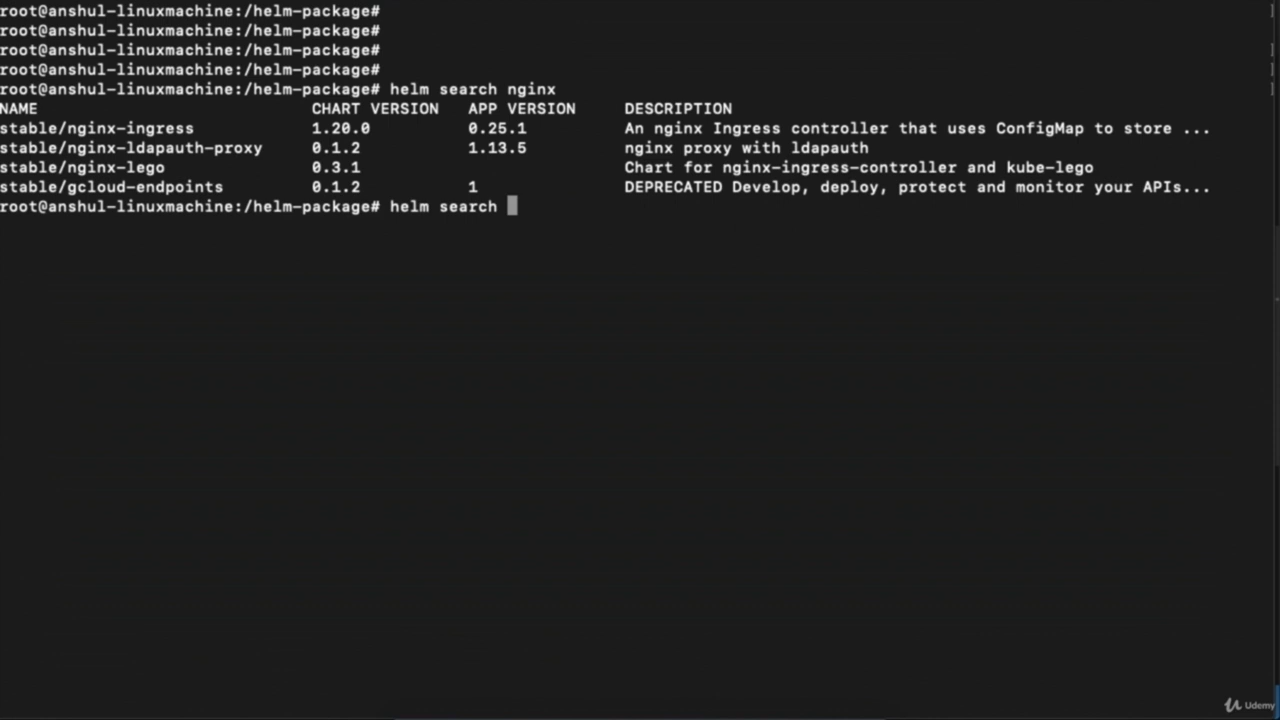 root@anshul-linuxmachine:/helm-package#
root@anshul-linuxmachine:/helm-package#
root@anshul-linuxmachine:/helm-package#
root@anshul-linuxmachine:/helm-package#
root@anshul-linuxmachine:/helm-package# helm search nginx
NAME CHART VERSION APP VERSION DESCRIPTION
stable/nginx-ingress 1.20.0 0.25.1 An nginx Ingress controller that uses ConfigMap to store ...
stable/nginx-ldapauth-proxy 0.1.2 1.13.5 nginx proxy with ldapauth
stable/nginx-lego 0.3.1 Chart for nginx-ingress-controller and kube-lego
stable/gcloud-endpoints 0.1.2 1 DEPRECATED Develop, deploy, protect and monitor your APIs...
root@anshul-linuxmachine:/helm-package# helm search
Udemy